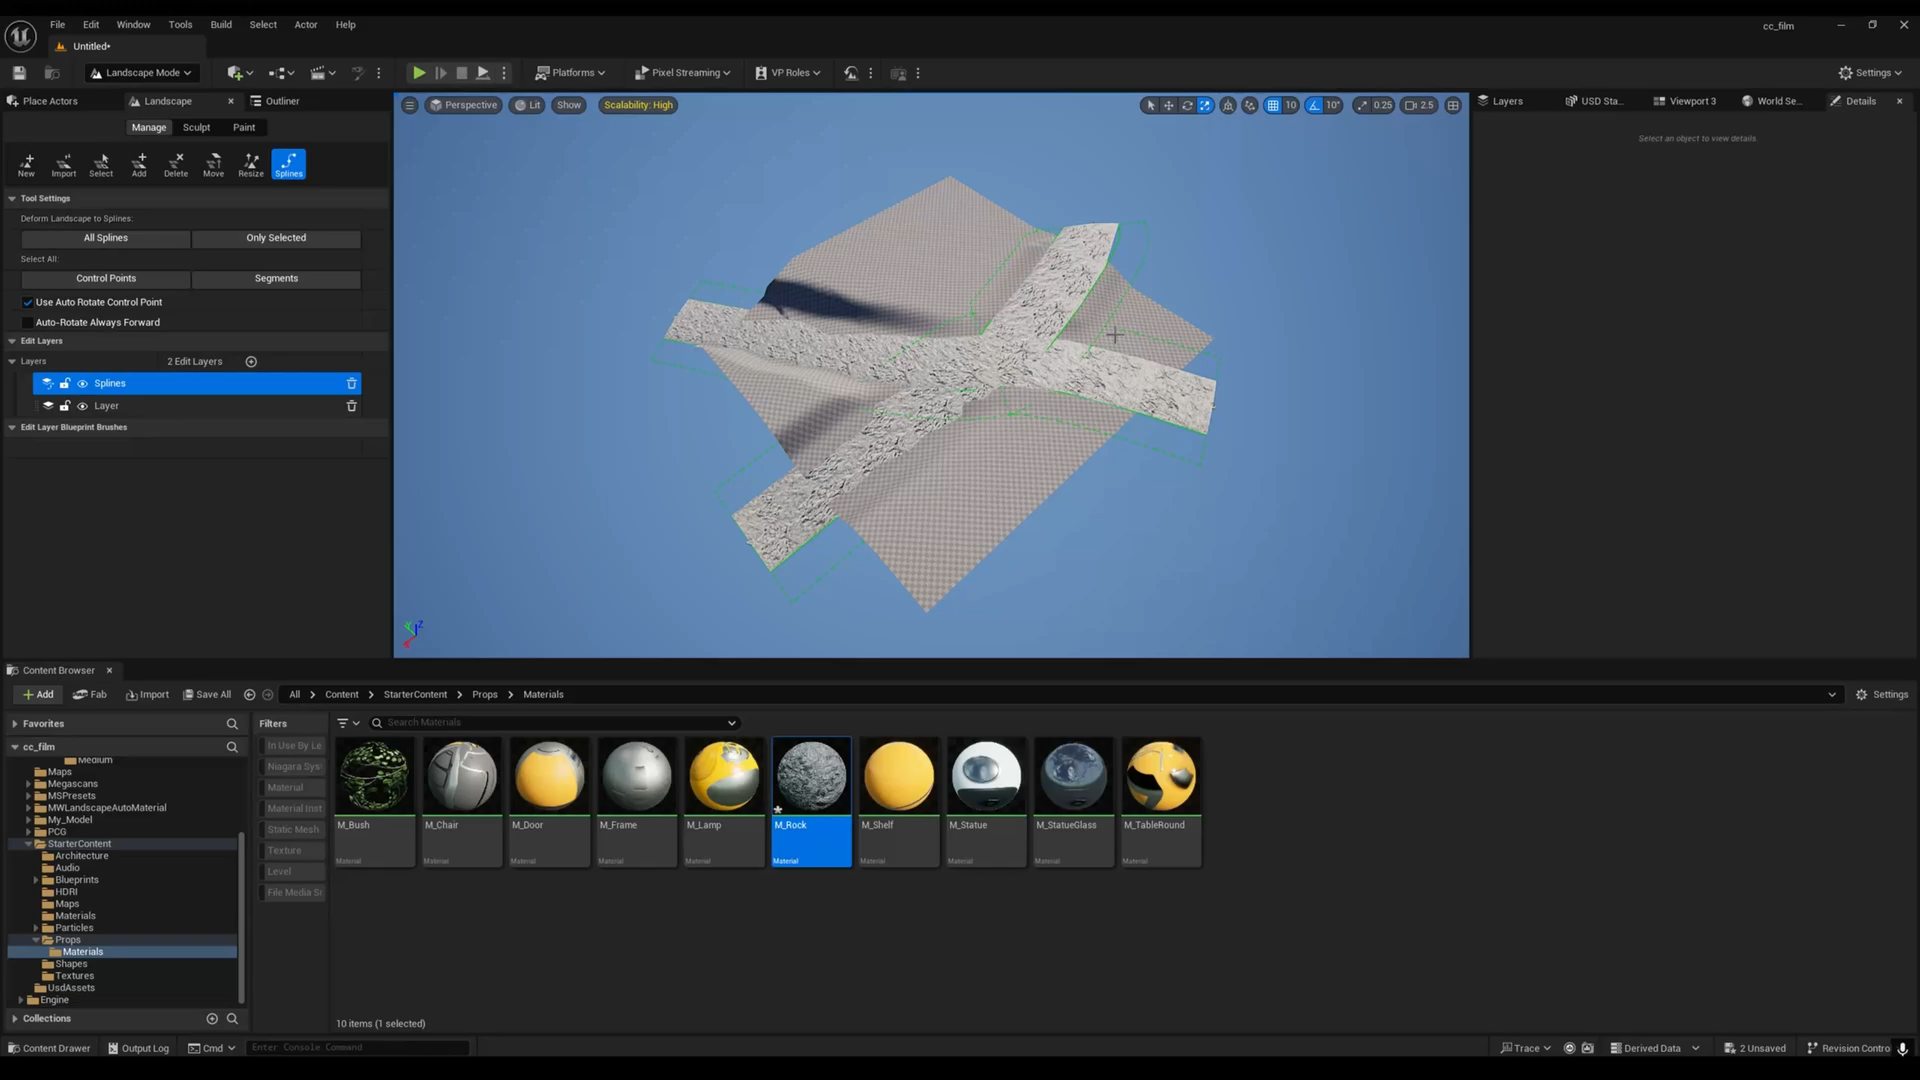 File Edit Window Tools Build Select Actor Help
cc_film
Untitled*
Landscape Mode
Platforms
Pixel Streaming
VP Roles
Settings
Place Actors
Landscape
Outliner
Perspective
Lit
Show
Scalability: High
10
10°
0.25
2.5
Layers
USD Sta...
Viewport 3
World Se...
Details
Manage Sculpt Paint
Select an object to view details.
New Import Select Add Delete Move Resize Splines
Tool Settings
Deform Landscape to Splines:
All Splines Only Selected
Select All:
Control Points Segments
Use Auto Rotate Control Point
Auto-Rotate Always Forward
Edit Layers
Layers 2 Edit Layers
Splines
Layer
Edit Layer Blueprint Brushes
Content Browser
Add Fab Import Save All All Content StarterContent Props Materials Settings
Favorites
Filters
Search Materials
cc_film
Medium
Maps
Megascans
MSPresets
MWLandscapeAutoMaterial
My_Model
PCG
StarterContent
Architecture
Audio
Blueprints
HDRI
Maps
Materials
Particles
Props
Materials
Shapes
Textures
UsdAssets
Engine
Collections
In Use By Le
Niagara Sys
Material
Material Inst
Static Mesh
Texture
Level
File Media S
M_Bush M_Chair M_Door M_Frame M_Lamp M_Rock M_Shelf M_Statue M_StatueGlass M_TableRound
Material Material Material Material Material Material Material Material Material Material
10 items (1 selected)
Content Drawer Output Log Cmd Enter Console Command Trace Derived Data 2 Unsaved Revision Contro